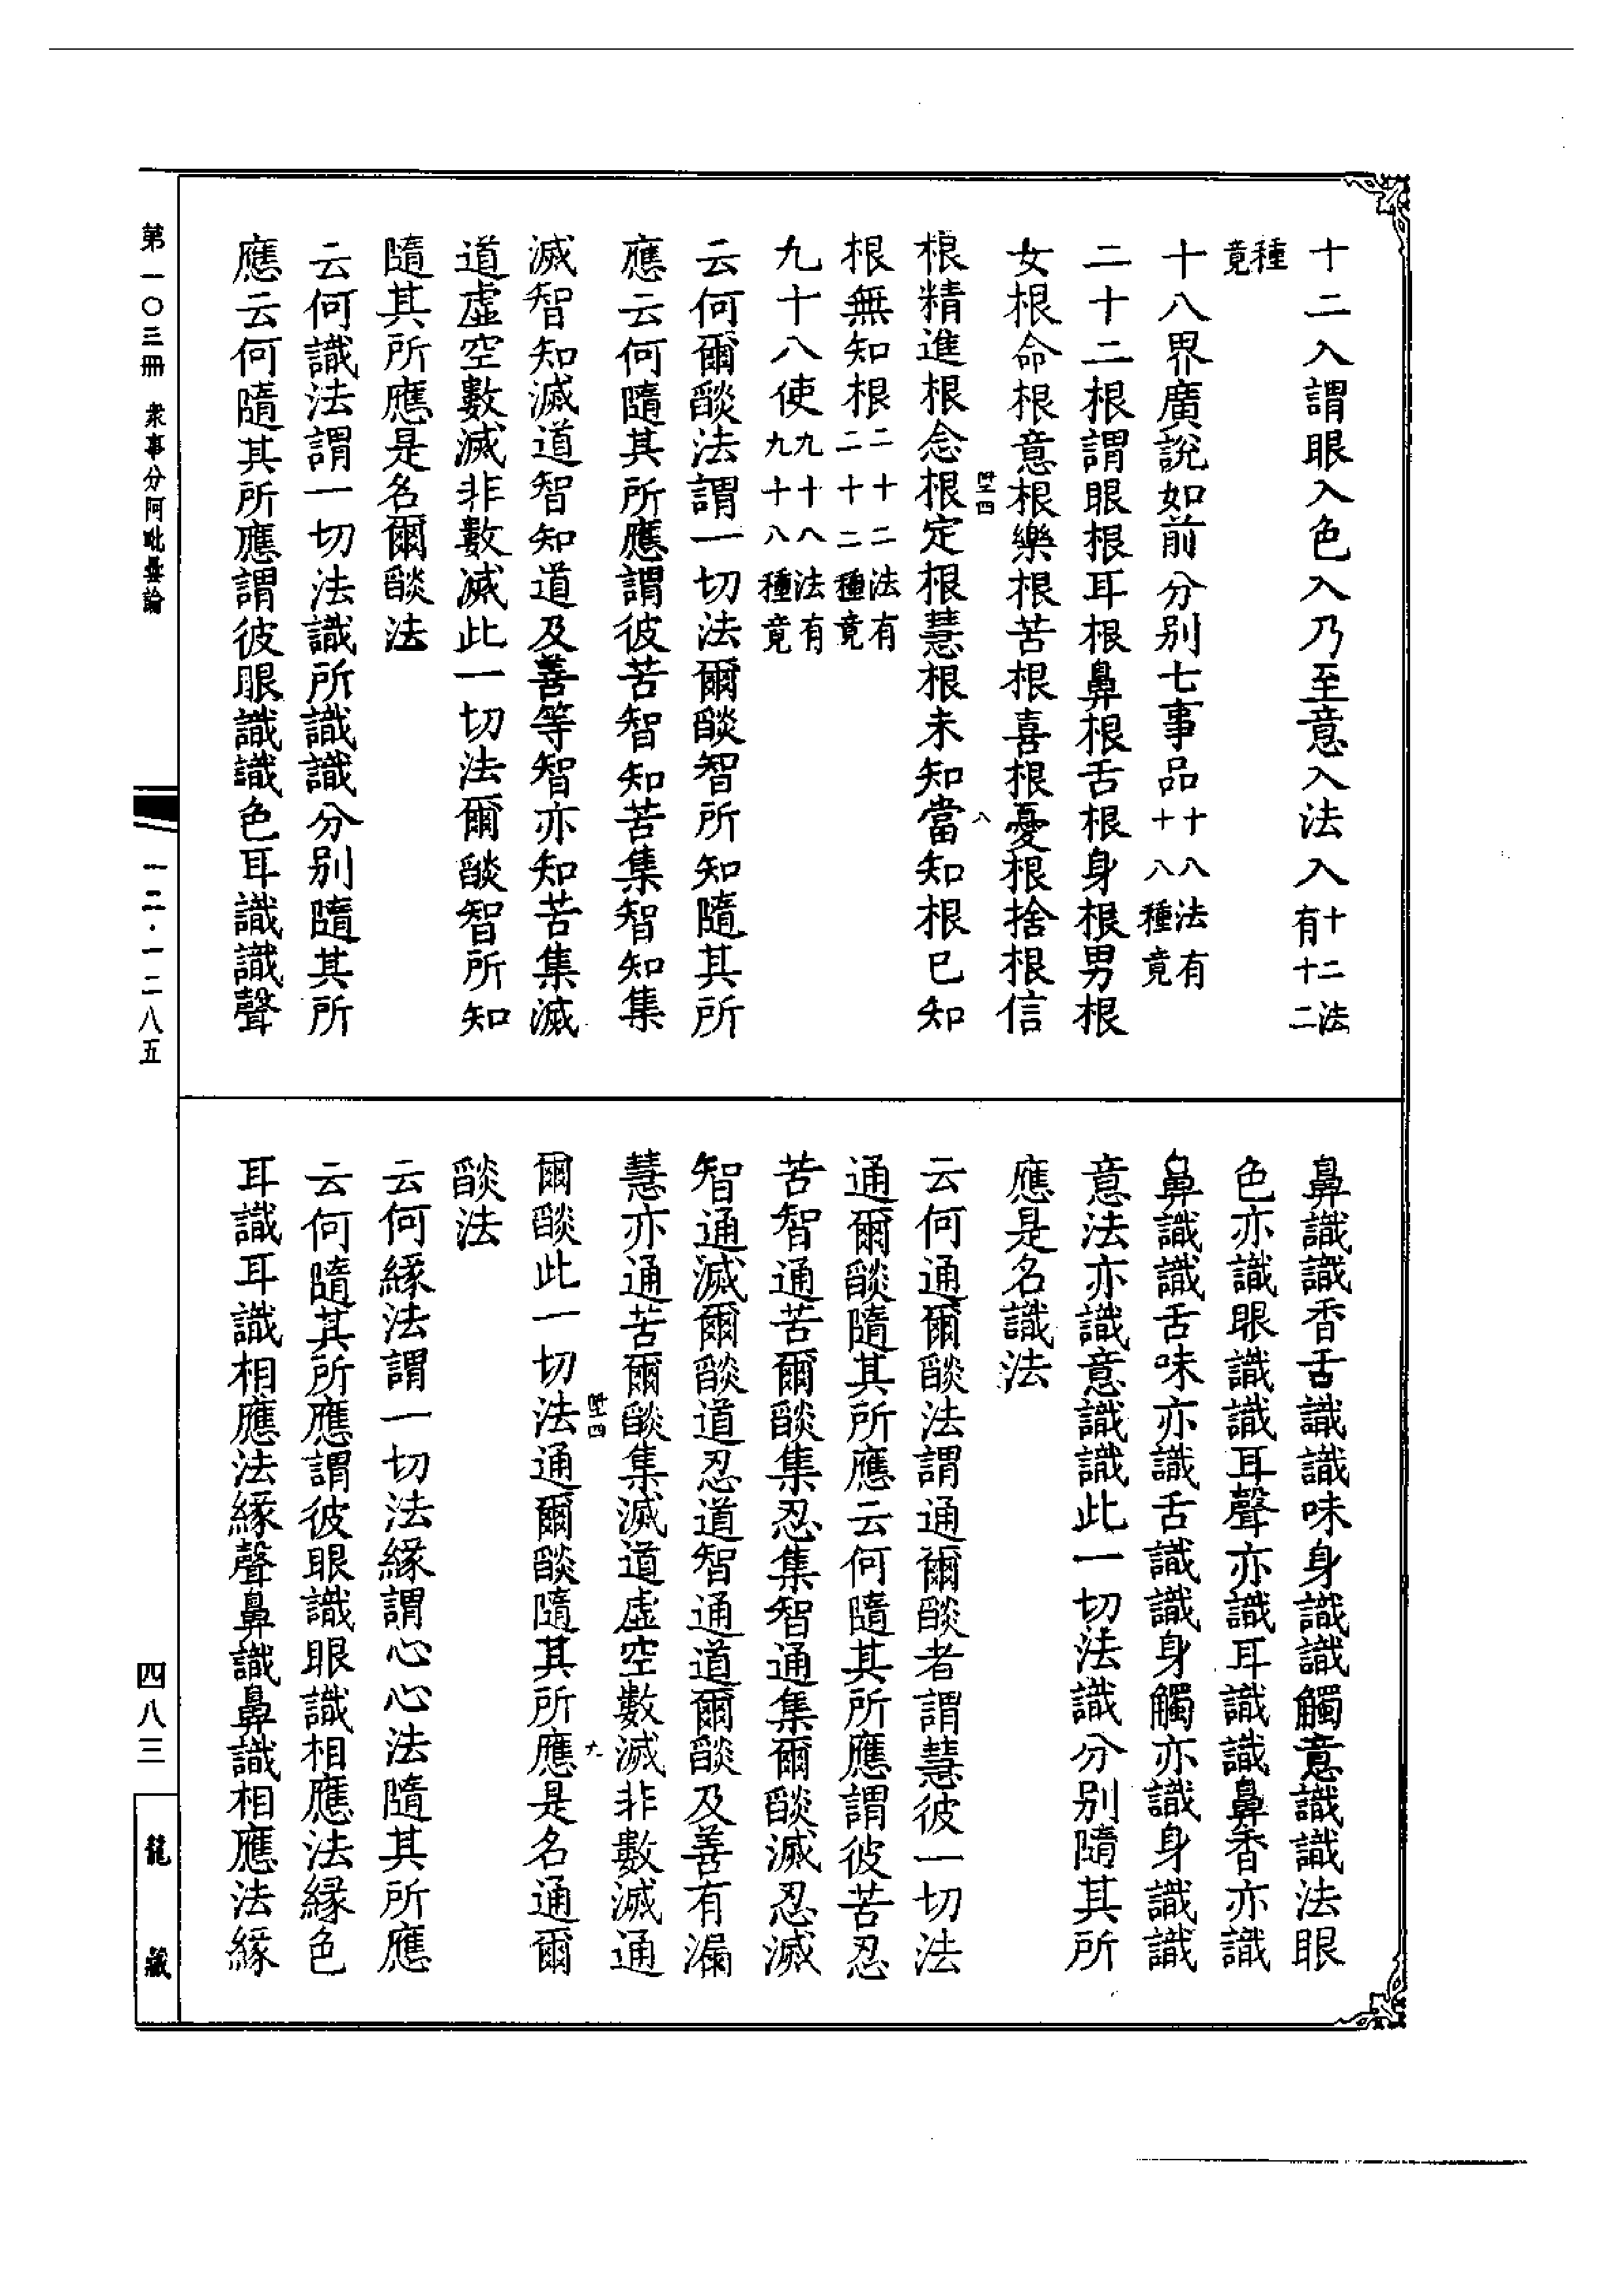 十二入謂眼入色入乃至意入法入十二法有十二
種竟
十八界廣說如前分別七事品十八法有十八種竟
二十二根謂眼根耳根鼻根舌根身根男根
女根命根意根樂根苦根喜根憂根捨根信
陞四 八
根精進根念根定根慧根未知當知根已知
根無知根二十二法有二十二種竟
九十八使九十八法有九十八種竟
云何爾燄法謂一切法爾燄智所知隨其所
應云何隨其所應謂彼苦智知苦集智知集
滅智知滅道智知道及善等智亦知苦集滅
道虛空數滅非數滅此一切法爾燄智所知
隨其所應是名爾燄法
云何識法謂一切法識所識識分別隨其所
應云何隨其所應謂彼眼識識色耳識識聲
鼻識識香舌識識味身識識觸意識識法眼
色亦識眼識識耳聲亦識耳識識鼻香亦識
鼻識識舌味亦識舌識識身觸亦識身識識
意法亦識意識識此一切法識分別隨其所
應是名識法
云何通爾燄法謂通爾燄者謂慧彼一切法
通爾燄隨其所應云何隨其所應謂彼苦忍
苦智通苦爾燄集忍集智通集爾燄滅忍滅
智通滅爾燄道忍道智通道爾燄及善有漏
慧亦通苦爾燄集滅道虛空數滅非數滅通
陞四 九
爾燄此一切法通爾燄隨其所應是名通爾
燄法
云何緣法謂一切法緣謂心心法隨其所應
云何隨其所應謂彼眼識眼識相應法緣色
耳識耳識相應法緣聲鼻識鼻識相應法緣
第一〇三冊 衆事分阿毗曇論
一二·一二八五
四八三
龍藏